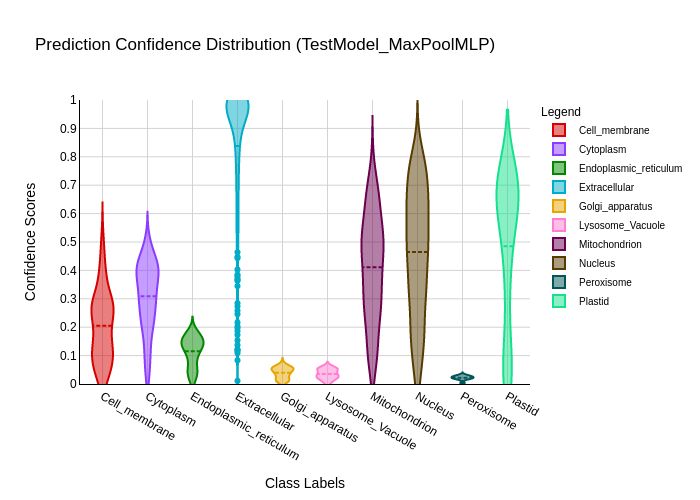 Prediction Confidence Distribution (TestModel_MaxPoolMLP)
Confidence Scores
1
0.9
0.8
0.7
0.6
0.5
0.4
0.3
0.2
0.1
0
Cell_membrane
Cytoplasm
Endoplasmic_reticulum
Extracellular
Golgi_apparatus
Lysosome_Vacuole
Mitochondrion
Nucleus
Peroxisome
Plastid
Class Labels
Legend
Cell_membrane
Cytoplasm
Endoplasmic_reticulum
Extracellular
Golgi_apparatus
Lysosome_Vacuole
Mitochondrion
Nucleus
Peroxisome
Plastid